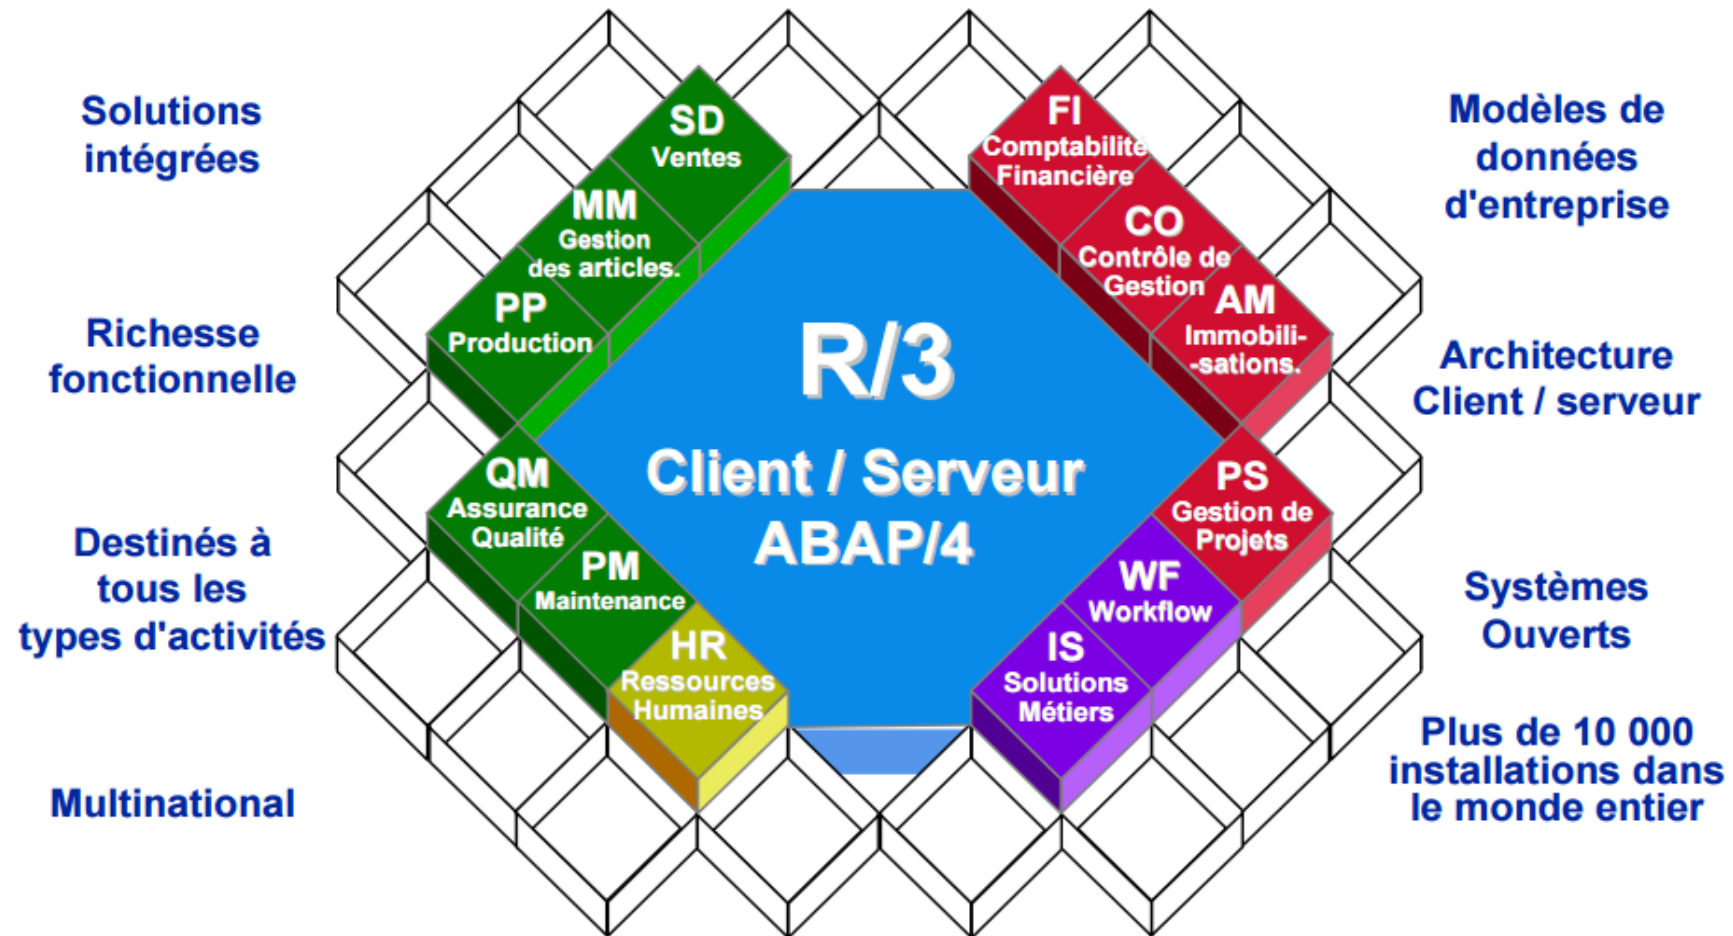 Solutions
intégrées
Richesse
fonctionnelle
Destinés à
tous les
types d'activités
Multinational
SD
Ventes
MM
Gestion
des articles.
PP
Production
QM
Assurance
Qualité
PM
Maintenance
HR
Ressources
Humaines
R/3
Client / Serveur
ABAP/4
FI
Comptabilité
Financière
CO
Contrôle de
Gestion
AM
Immobili-
-sations.
PS
Gestion de
Projets
WF
Workflow
IS
Solutions
Métiers
Modèles de
données
d'entreprise
Architecture
Client / serveur
Systèmes
Ouverts
Plus de 10 000
installations dans
le monde entier